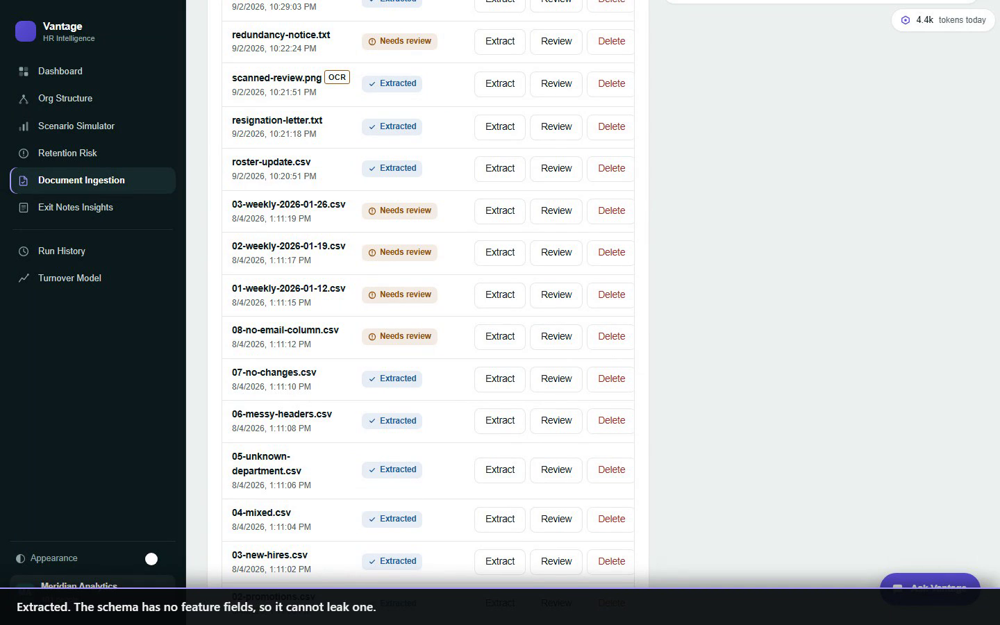 Vantage
HR Intelligence
Dashboard
Org Structure
Scenario Simulator
Retention Risk
Document Ingestion
Exit Notes Insights
Run History
Turnover Model
Appearance
Meridian Analytics
4.4k tokens today
9/2/2026, 10:29:03 PM
redundancy-notice.txt
9/2/2026, 10:22:24 PM
Needs review Extract Review Delete
scanned-review.png OCR
9/2/2026, 10:21:51 PM
Extracted Extract Review Delete
resignation-letter.txt
9/2/2026, 10:21:18 PM
Extracted Extract Review Delete
roster-update.csv
9/2/2026, 10:20:51 PM
Extracted Extract Review Delete
03-weekly-2026-01-26.csv
8/4/2026, 1:11:19 PM
Needs review Extract Review Delete
02-weekly-2026-01-19.csv
8/4/2026, 1:11:17 PM
Needs review Extract Review Delete
01-weekly-2026-01-12.csv
8/4/2026, 1:11:15 PM
Needs review Extract Review Delete
08-no-email-column.csv
8/4/2026, 1:11:12 PM
Needs review Extract Review Delete
07-no-changes.csv
8/4/2026, 1:11:10 PM
Extracted Extract Review Delete
06-messy-headers.csv
8/4/2026, 1:11:08 PM
Extracted Extract Review Delete
05-unknown-
department.csv
8/4/2026, 1:11:06 PM
Extracted Extract Review Delete
04-mixed.csv
8/4/2026, 1:11:04 PM
Extracted Extract Review Delete
03-new-hires.csv
8/4/2026, 1:11:02 PM
Extracted Extract Review Delete
02-promotions.csv
Extracted Extract Review Delete
Ask Vantage
Extracted. The schema has no feature fields, so it cannot leak one.